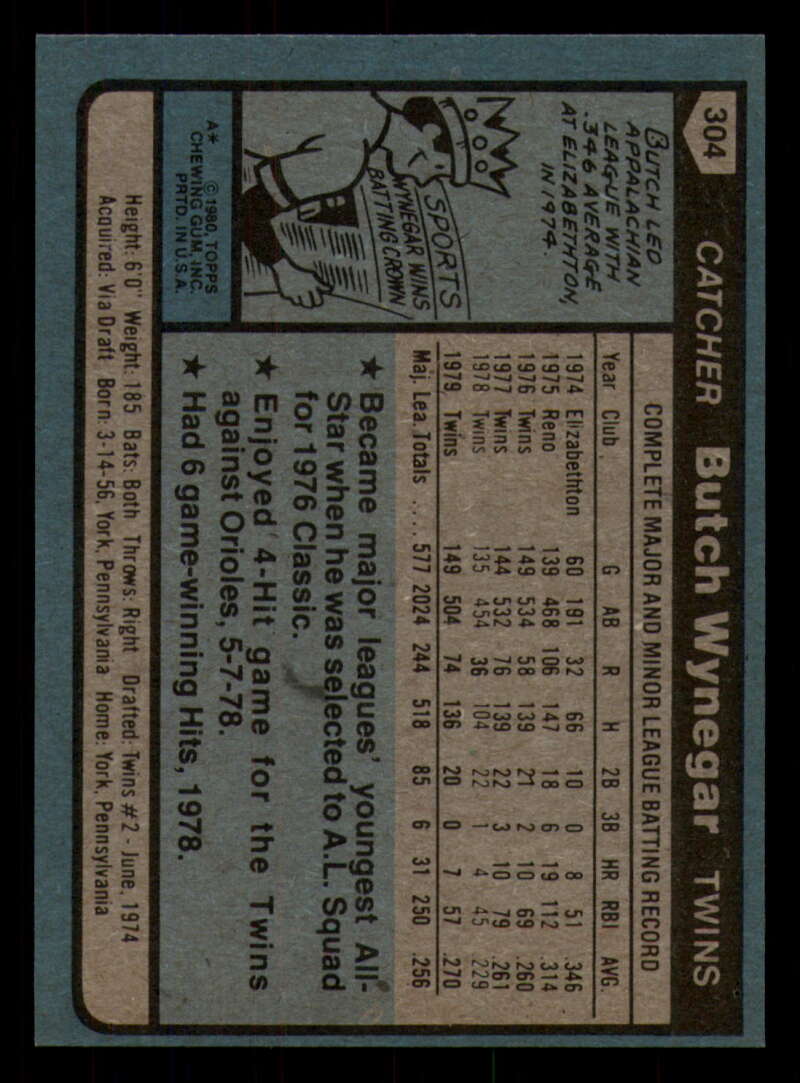 304
CATCHER Butch Wynegar TWINS
BUTCH LED
APPALACHIAN
LEAGUE WITH
.346 AVERAGE
AT ELIZABETHTON,
IN 1974.
SPORTS
WYNEGAR WINS
BATTING CROWN
A* © 1980, TOPPS
CHEWING GUM, INC.
PRTD. IN U.S.A.
COMPLETE MAJOR AND MINOR LEAGUE BATTING RECORD
Year Club G AB R H 2B 3B HR RBI AVG.
1974 Elizabethton 60 191 32 66 10 0 8 51 .346
1975 Reno 139 468 106 147 18 6 19 112 .314
1976 Twins 149 534 58 139 21 2 10 69 .260
1977 Twins 144 532 76 139 22 3 10 79 .261
1978 Twins 135 454 36 104 22 1 4 45 .229
1979 Twins 149 504 74 136 20 0 7 57 .270
Maj. Lea. Totals .... 577 2024 244 518 85 6 31 250 .256
★ Became major leagues' youngest All-
Star when he was selected to A.L. Squad
for 1976 Classic.
★ Enjoyed 4-Hit game for the Twins
against Orioles, 5-7-78.
★ Had 6 game-winning Hits, 1978.
Height: 6'0" Weight: 185 Bats: Both Throws: Right Drafted: Twins #2 - June, 1974
Acquired: Via Draft Born: 3-14-56, York, Pennsylvania Home: York, Pennsylvania